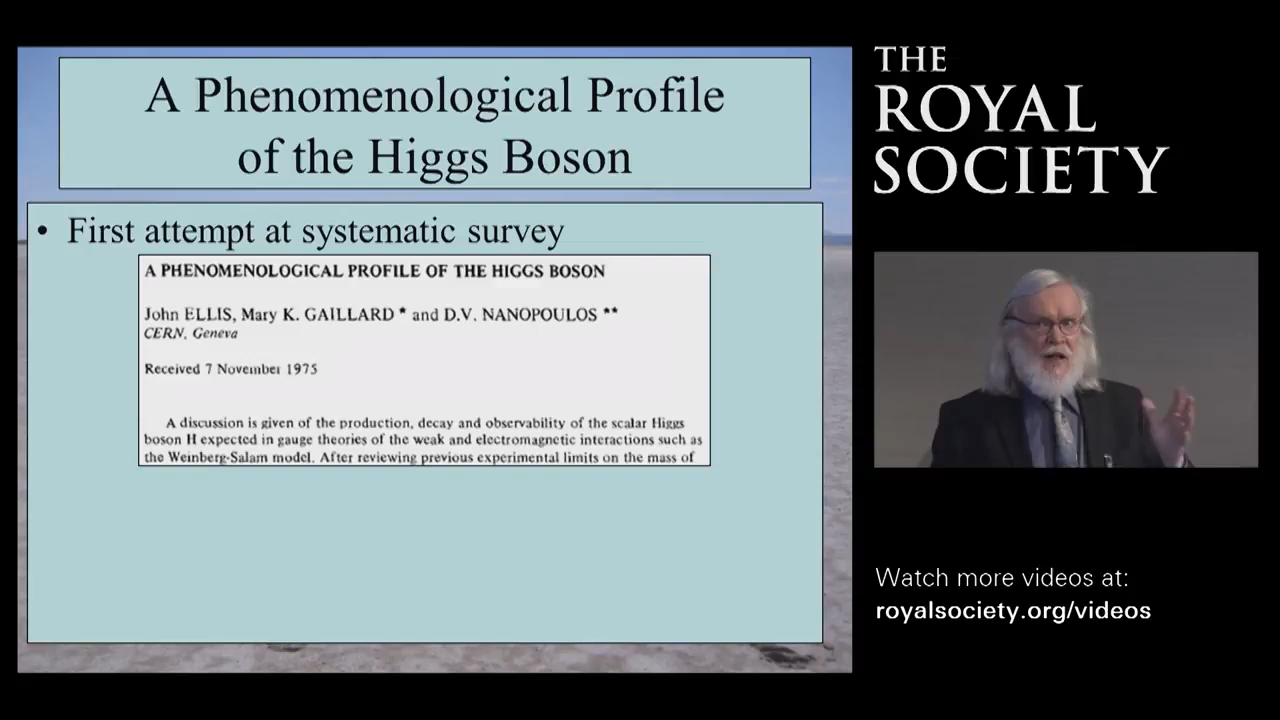 A Phenomenological Profile
of the Higgs Boson
• First attempt at systematic survey
A PHENOMENOLOGICAL PROFILE OF THE HIGGS BOSON
John ELLIS, Mary K. GAILLARD * and D.V. NANOPOULOS **
CERN, Geneva
Received 7 November 1975
A discussion is given of the production, decay and observability of the scalar Higgs
boson H expected in gauge theories of the weak and electromagnetic interactions such as
the Weinberg-Salam model. After reviewing previous experimental limits on the mass of
THE
ROYAL
SOCIETY
Watch more videos at:
royalsociety.org/videos